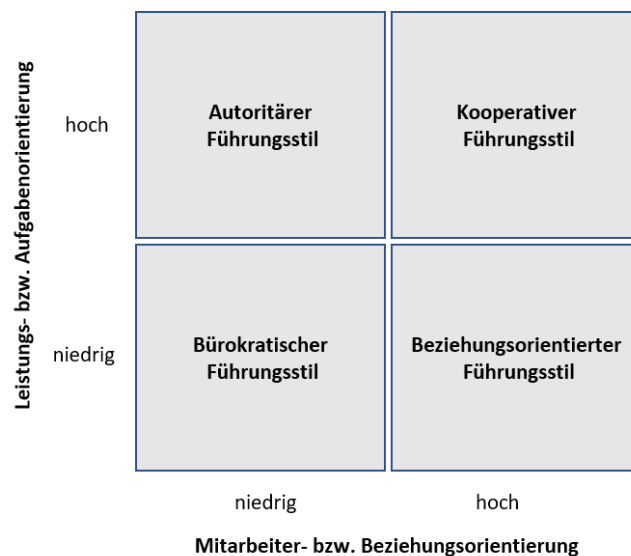 Leistungs- bzw. Aufgabenorientierung
hoch
Autoritärer
Führungsstil
Kooperativer
Führungsstil
niedrig
Bürokratischer
Führungsstil
Beziehungsorientierter
Führungsstil
niedrig
hoch
Mitarbeiter- bzw. Beziehungsorientierung